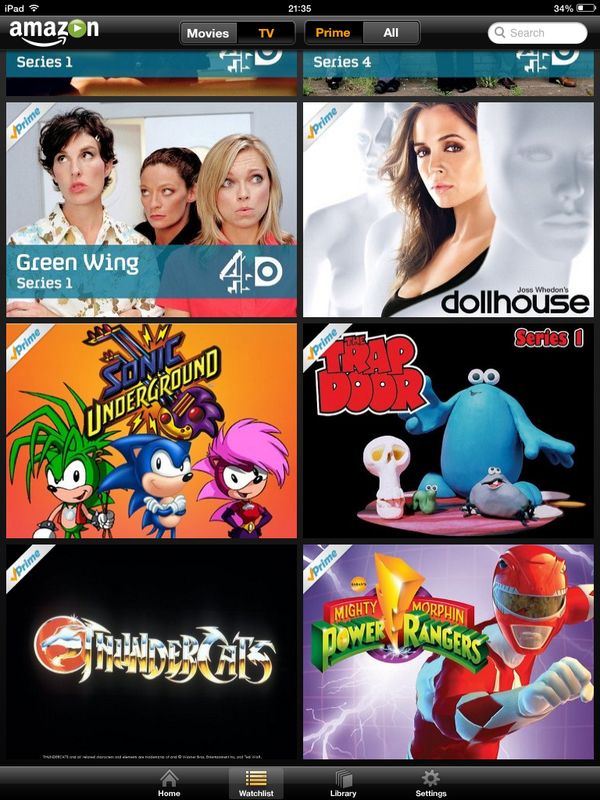 iPad
21:35
34%
amazon
Movies
TV
Prime
All
Search
Series 1
4OD
Series 4
4OD
Prime
Green Wing
Series 1
4OD
Prime
Joss Whedon's
dollhouse
Prime
SONIC
UNDERGROUND
Prime
THE
TRAP
DOOR
Series 1
Prime
THUNDERCATS
Prime
SABAN'S
MIGHTY MORPHIN
POWER RANGERS
Home
Watchlist
Library
Settings